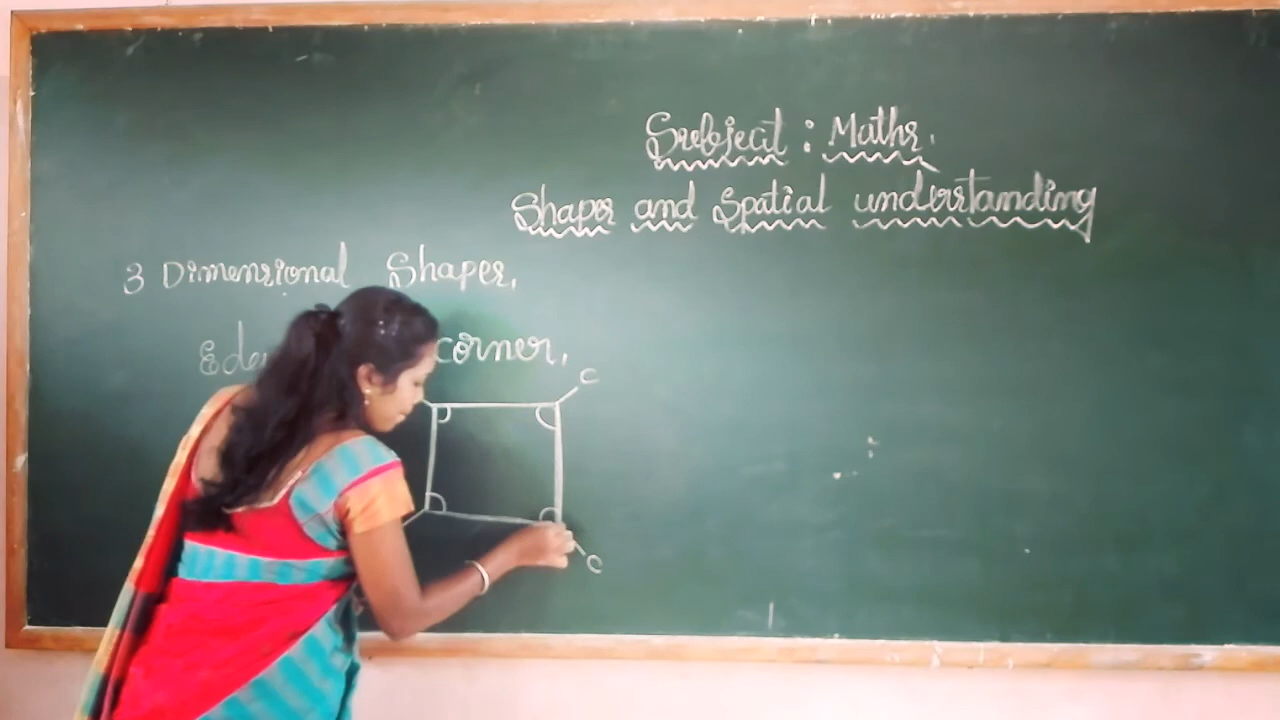 Subject : Maths.
Shapes and Spatial understanding
3 Dimensional Shapes.
corner,
C
C